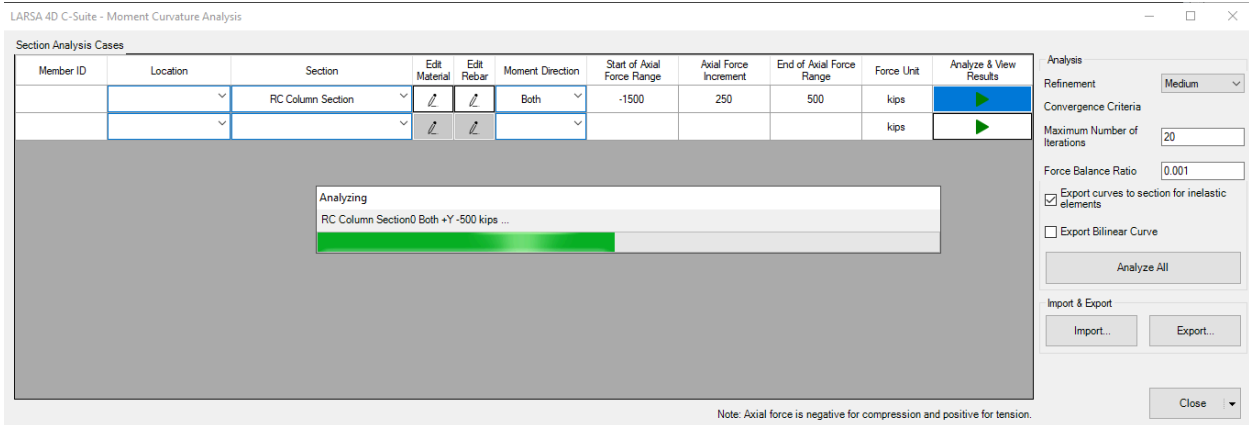 LARSA 4D C-Suite - Moment Curvature Analysis
Section Analysis Cases
Member ID
Location
Section
Edit
Material
Edit
Rebar
Moment Direction
Start of Axial
Force Range
Axial Force
Increment
End of Axial Force
Range
Force Unit
Analyze & View
Results
RC Column Section
Both
-1500
250
500
kips
kips
Analyzing
RC Column Section0 Both +Y -500 kips ...
Note: Axial force is negative for compression and positive for tension.
Analysis
Refinement
Medium
Convergence Criteria
Maximum Number of
Iterations
20
Force Balance Ratio
0.001
Export curves to section for inelastic
elements
Export Bilinear Curve
Analyze All
Import & Export
Import...
Export...
Close